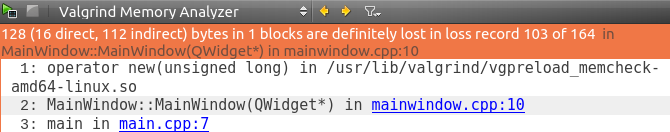 Valgrind Memory Analyzer
128 (16 direct, 112 indirect) bytes in 1 blocks are definitely lost in loss record 103 of 164 in
MainWindow::MainWindow(QWidget*) in mainwindow.cpp:10
1: operator new(unsigned long) in /usr/lib/valgrind/vgpreload_memcheck-
amd64-linux.so
2: MainWindow::MainWindow(QWidget*) in mainwindow.cpp:10
3: main in main.cpp:7